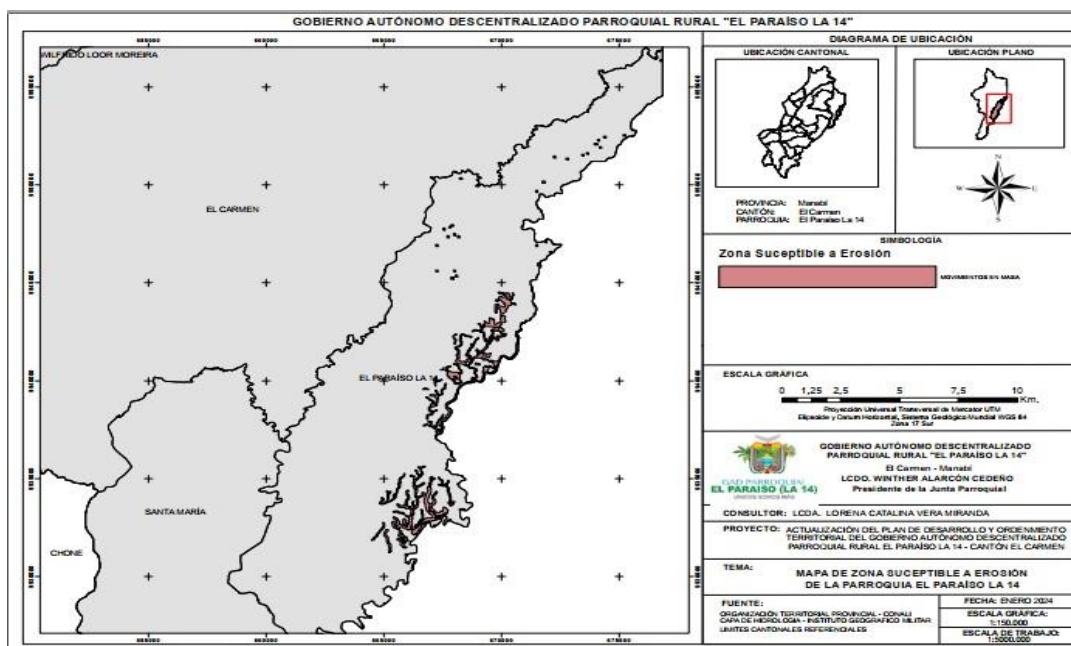 GOBIERNO AUTÓNOMO DESCENTRALIZADO PARROQUIAL RURAL "EL PARAÍSO LA 14"
WILFRIDO LOOR MOREIRA
EL CARMEN
EL PARAÍSO LA 14
SANTA MARÍA
CHONE
DIAGRAMA DE UBICACIÓN
UBICACIÓN CANTONAL
UBICACIÓN PLANO
PROVINCIA: Manabí
CANTÓN: El Carmen
PARROQUIA: El Paraíso La 14
N
S
SIMBOLOGÍA
Zona Suceptible a Erosión
MOVIMIENTOS EN MASA
ESCALA GRÁFICA
0 1,25 2,5 5 7,5 10
Km.
Proyección Universal Transversal de Mercator UTM
Elipsoide y Datum Horizontal, Sistema Geológico Mundial WGS 84
Zona 17 Sur
GAD PARROQUIAL
EL PARAISO (LA 14)
GOBIERNO AUTÓNOMO DESCENTRALIZADO
PARROQUIAL RURAL "EL PARAÍSO LA 14"
El Carmen - Manabí
LCDO. WINTHER ALARCÓN CEDEÑO
Presidente de la Junta Parroquial
CONSULTOR: LCDA. LORENA CATALINA VERA MIRANDA
PROYECTO: ACTUALIZACIÓN DEL PLAN DE DESARROLLO Y ORDENMIENTO
TERRITORIAL DEL GOBIERNO AUTÓNOMO DESCENTRALIZADO
PARROQUIAL RURAL EL PARAÍSO LA 14 - CANTÓN EL CARMEN
TEMA: MAPA DE ZONA SUCEPTIBLE A EROSIÓN
DE LA PARROQUIA EL PARAÍSO LA 14
FUENTE:
ORGANIZACIÓN TERRITORIAL PROVINCIAL - CONALI
CAPA DE HIDROLOGIA - INSTITUTO GEOGRAFICO MILITAR
LIMITES CANTONALES REFERENCIALES
FECHA: ENERO 2024
ESCALA GRÁFICA:
1:150.000
ESCALA DE TRABAJO:
1:5000.000